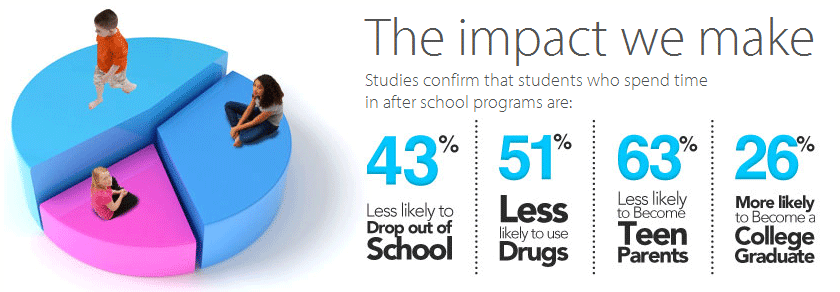 The impact we make
Studies confirm that students who spend time
in after school programs are:
43%
Less likely to
Drop out of
School
51%
Less
likely to use
Drugs
63%
Less likely
to Become
Teen
Parents
26%
More likely
to Become a
College
Graduate